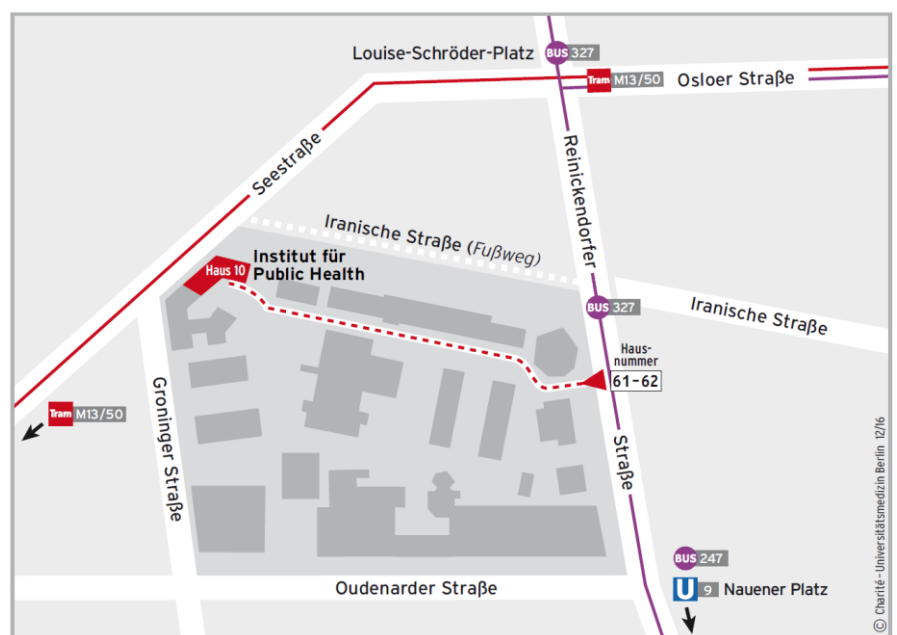 Louise-Schröder-Platz
BUS 327
Tram M13/50
Osloer Straße
Seestraße
Reinickendorfer
Iranische Straße (Fußweg)
Institut für
Public Health
Haus 10
BUS 327
Iranische Straße
Haus-
nummer
61-62
Tram M13/50
Groninger Straße
Straße
BUS 247
U 9 Nauener Platz
Oudenarder Straße
© Charité-Universitätsmedizin Berlin 12/16